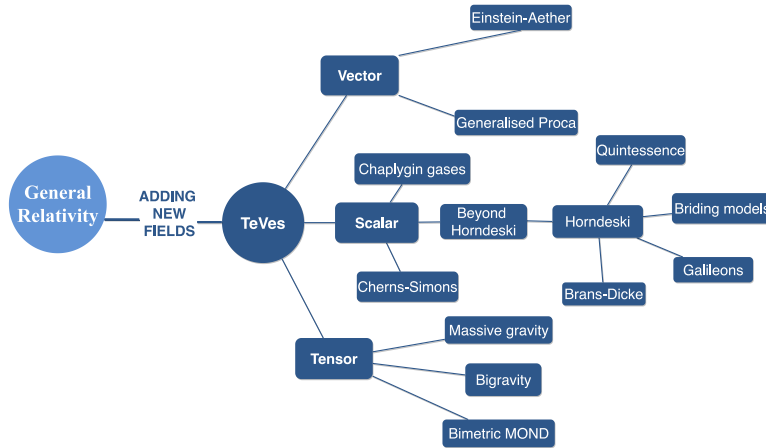 Einstein-Aether
Vector
Generalised Proca
Quintessence
Chaplygin gases
General
Relativity
ADDING
NEW
FIELDS
TeVes
Scalar
Beyond
Horndeski
Horndeski
Briding models
Galileons
Cherns-Simons
Brans-Dicke
Massive gravity
Tensor
Bigravity
Bimetric MOND